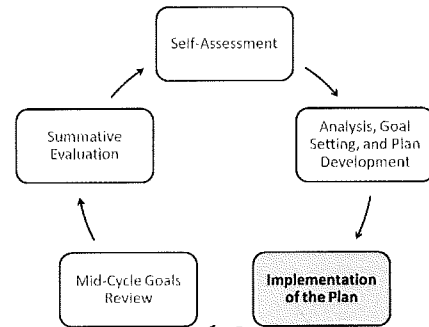 Self-Assessment
Analysis, Goal
Setting, and Plan
Development
Implementation
of the Plan
Mid-Cycle Goals
Review
Summative
Evaluation